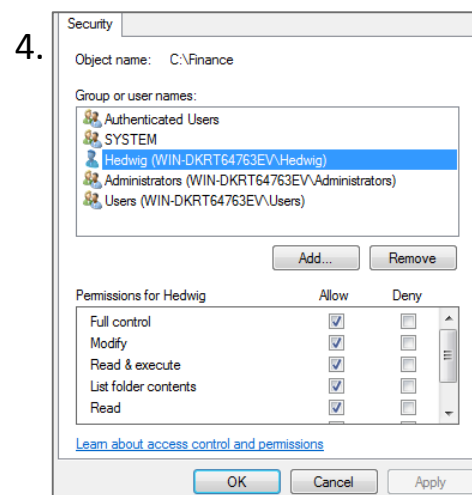 4.
Security
Object name: C:\Finance
Group or user names:
Authenticated Users
SYSTEM
Hedwig (WIN-DKRT64763EV\Hedwig)
Administrators (WIN-DKRT64763EV\Administrators)
Users (WIN-DKRT64763EV\Users)
Add... Remove
Permissions for Hedwig Allow Deny
Full control
Modify
Read & execute
List folder contents
Read
Learn about access control and permissions
OK Cancel Apply